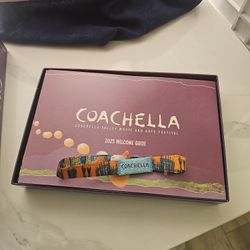 COACHELLA
COACHELLA VALLEY MUSIC AND ARTS FESTIVAL
2025 WELCOME GUIDE
COACHELLA